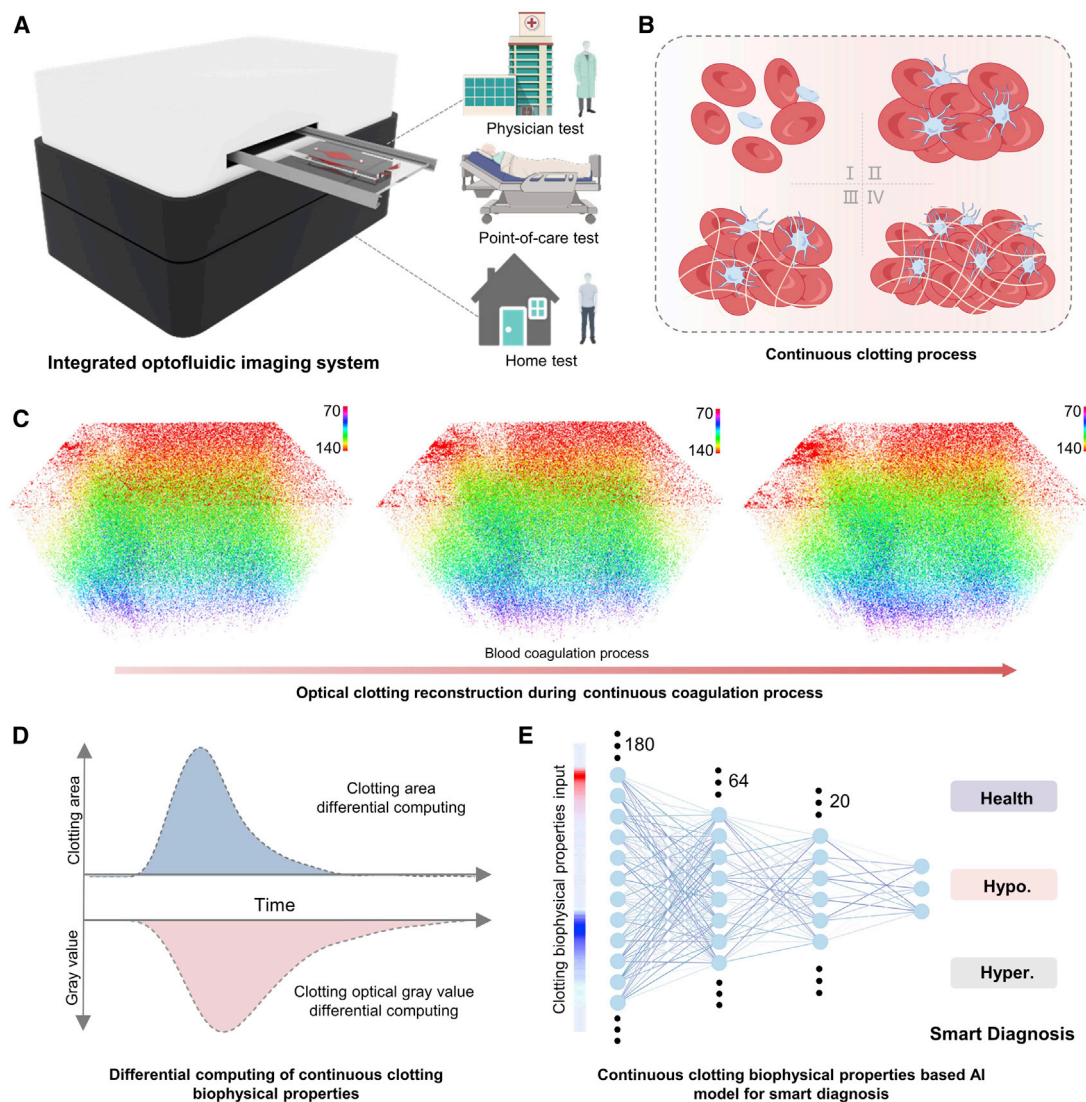 A
Physician test
Point-of-care test
Home test
Integrated optofluidic imaging system
B
I
II
III
IV
Continuous clotting process
C
70
140
70
140
70
140
Blood coagulation process
Optical clotting reconstruction during continuous coagulation process
D
Clotting area
Clotting area
differential computing
Time
Gray value
Clotting optical gray value
differential computing
Differential computing of continuous clotting
biophysical properties
E
Clotting biophysical properties input
180
64
20
Health
Hypo.
Hyper.
Smart Diagnosis
Continuous clotting biophysical properties based AI
model for smart diagnosis